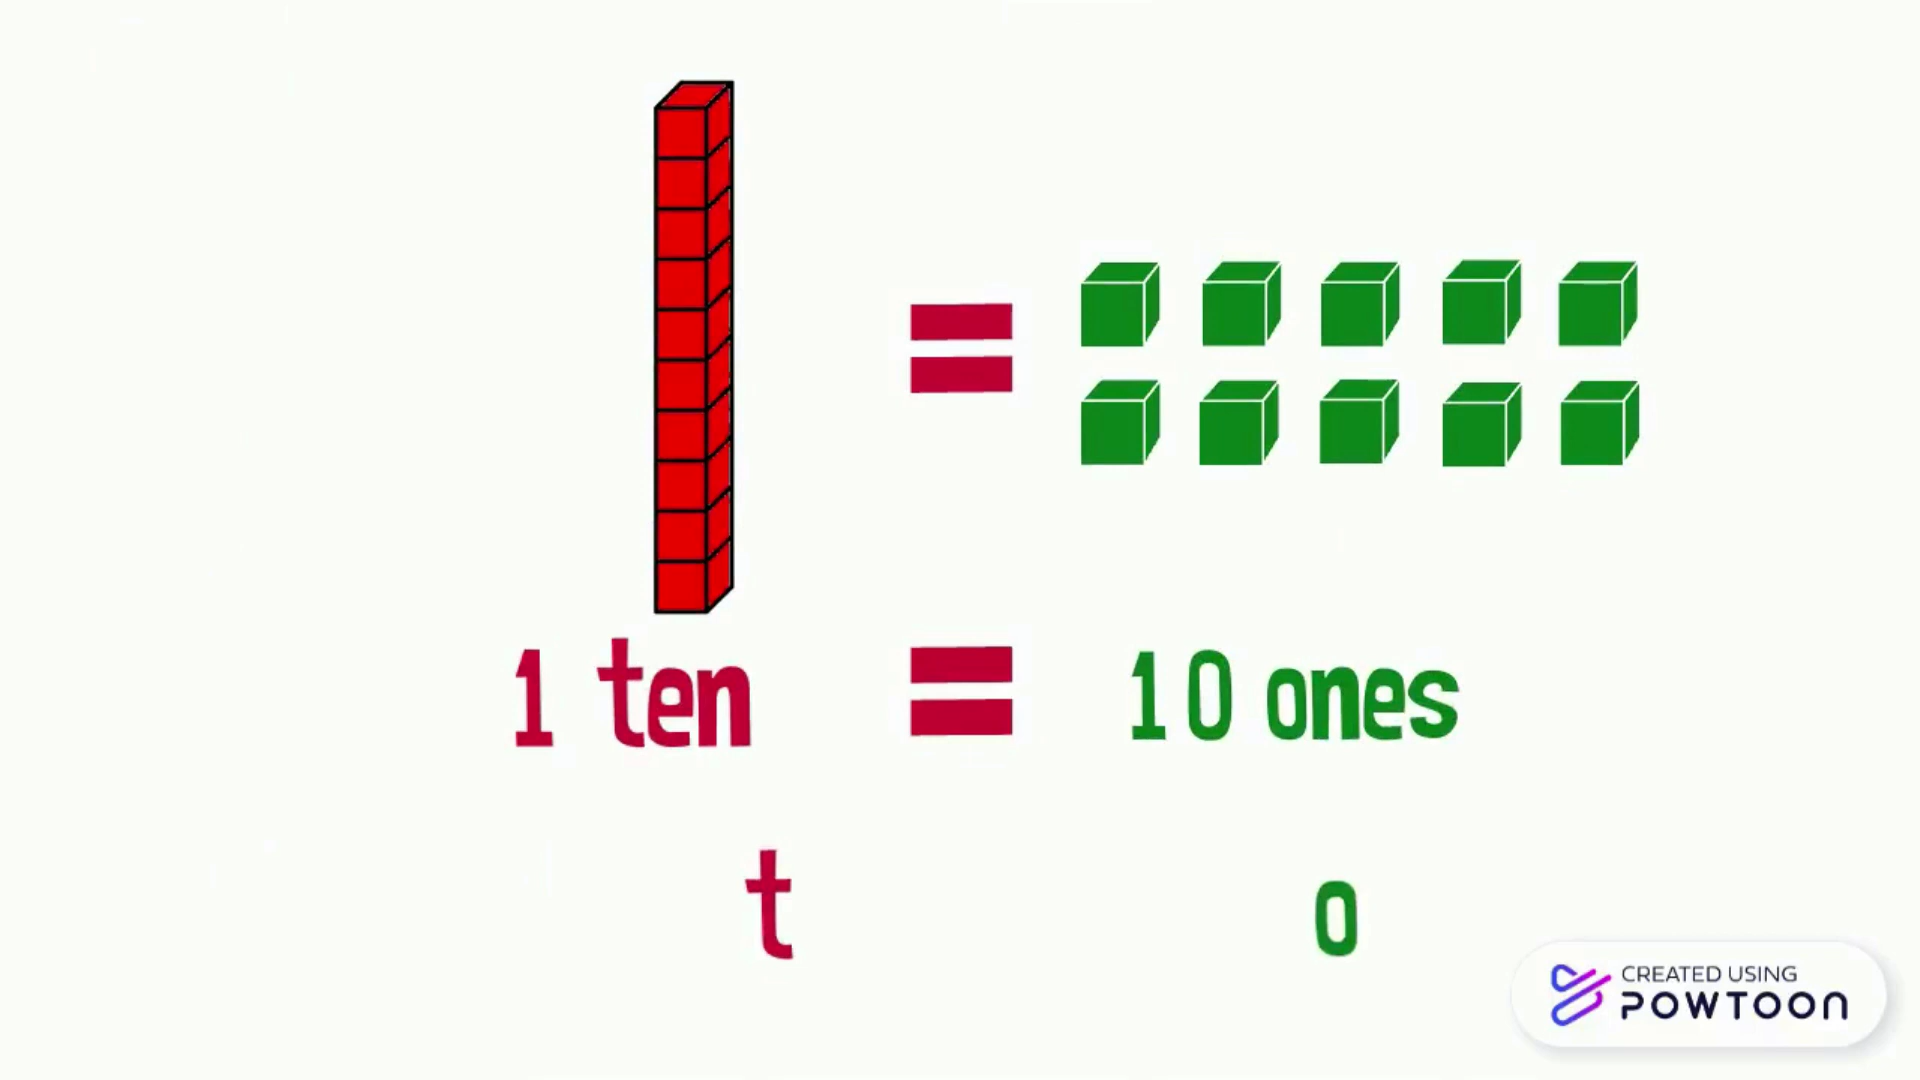 =
1 ten = 10 ones
t o
CREATED USING
POWTOON